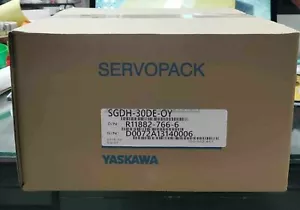 SERVOPACK
SGDH-30DE-OY
R11882-766-6
D0072A13140006
YASKAWA